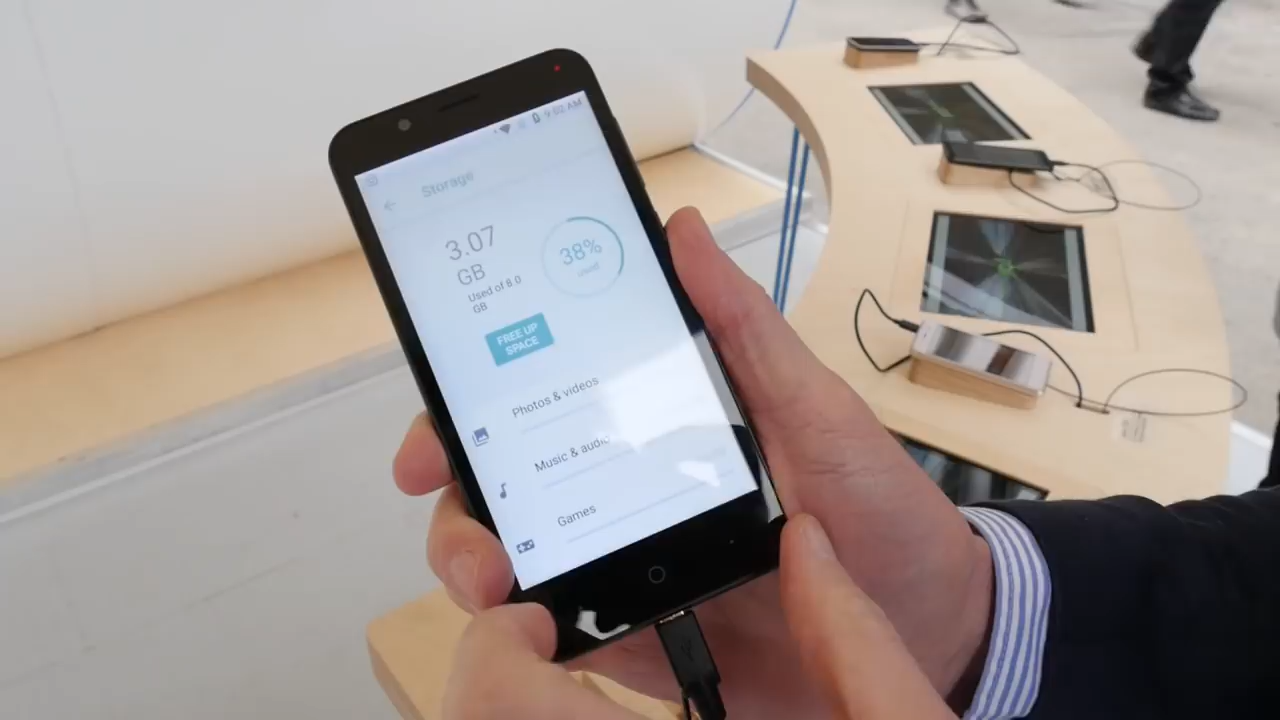 9:02 AM
Storage
3.07
GB
38%
used
Used of 8.0
GB
FREE UP
SPACE
Photos & videos
Music & audio
Games